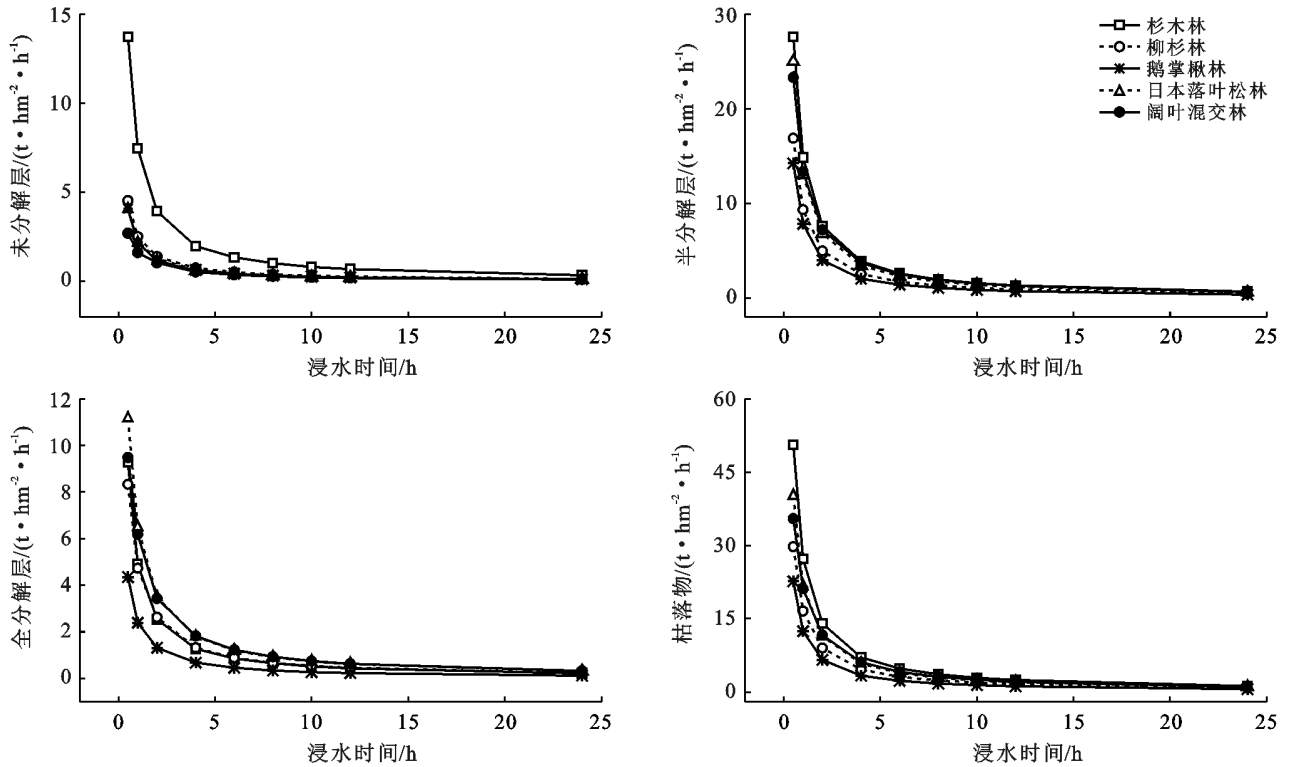 未分解层/(t•hm⁻²•h⁻¹)
15
10
5
0
0 5 10 15 20 25
浸水时间/h
半分解层/(t•hm⁻²•h⁻¹)
30
20
10
0
0 5 10 15 20 25
浸水时间/h
杉木林
柳杉林
鹅掌楸林
日本落叶松林
阔叶混交林
全分解层/(t•hm⁻²•h⁻¹)
12
10
8
6
4
2
0
0 5 10 15 20 25
浸水时间/h
枯落物/(t•hm⁻²•h⁻¹)
60
45
30
15
0
0 5 10 15 20 25
浸水时间/h